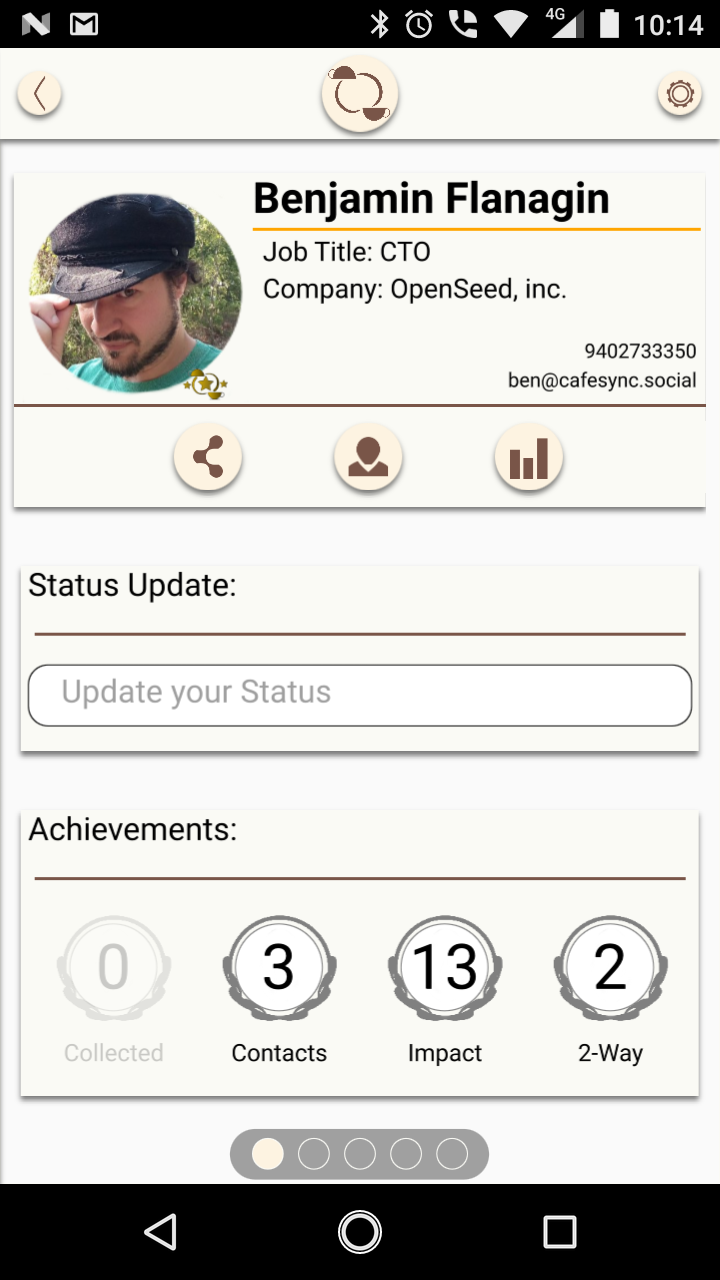 4G 10:14
Benjamin Flanagin
Job Title: CTO
Company: OpenSeed, inc.
9402733350
ben@cafesync.social
Status Update:
Update your Status
Achievements:
0 3 13 2
Collected Contacts Impact 2-Way